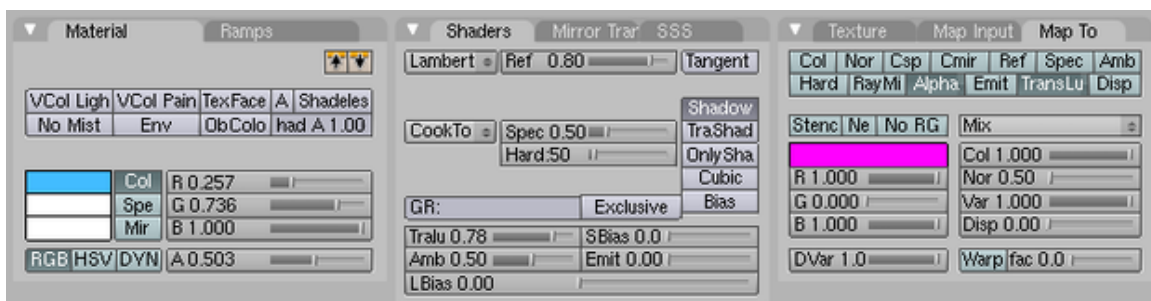 Material Ramps
VCol Ligh VCol Pain TexFace A Shadeles
No Mist Env ObColo had A 1.00
Col R 0.257
Spe G 0.736
Mir B 1.000
RGB HSV DYN A 0.503
Shaders Mirror Trar SSS
Lambert Ref 0.80 Tangent
Shadow
CookTo Spec 0.50 TraShad
Hard:50 OnlySha
Cubic
GR: Exclusive Bias
Tralu 0.78 SBias 0.0
Amb 0.50 Emit 0.00
LBias 0.00
Texture Map Input Map To
Col Nor Csp Cmir Ref Spec Amb
Hard RayMi Alpha Emit TransLu Disp
Stenc Ne No RG Mix
Col 1.000
R 1.000 Nor 0.50
G 0.000 Var 1.000
B 1.000 Disp 0.00
DVar 1.0 Warp fac 0.0